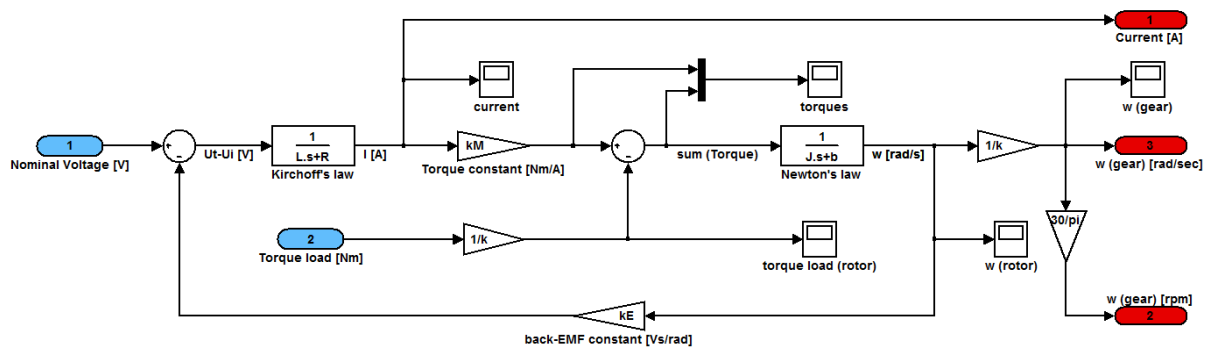 1
Current [A]
current
torques
w (gear)
1
Nominal Voltage [V]
+
-
Ut-Ui [V]
1
L.s+R
Kirchoff's law
I [A]
kM
Torque constant [Nm/A]
+
-
sum (Torque)
1
J.s+b
Newton's law
w [rad/s]
1/k
3
w (gear) [rad/sec]
2
Torque load [Nm]
1/k
torque load (rotor)
w (rotor)
30/pi
w (gear) [rpm]
2
kE
back-EMF constant [Vs/rad]